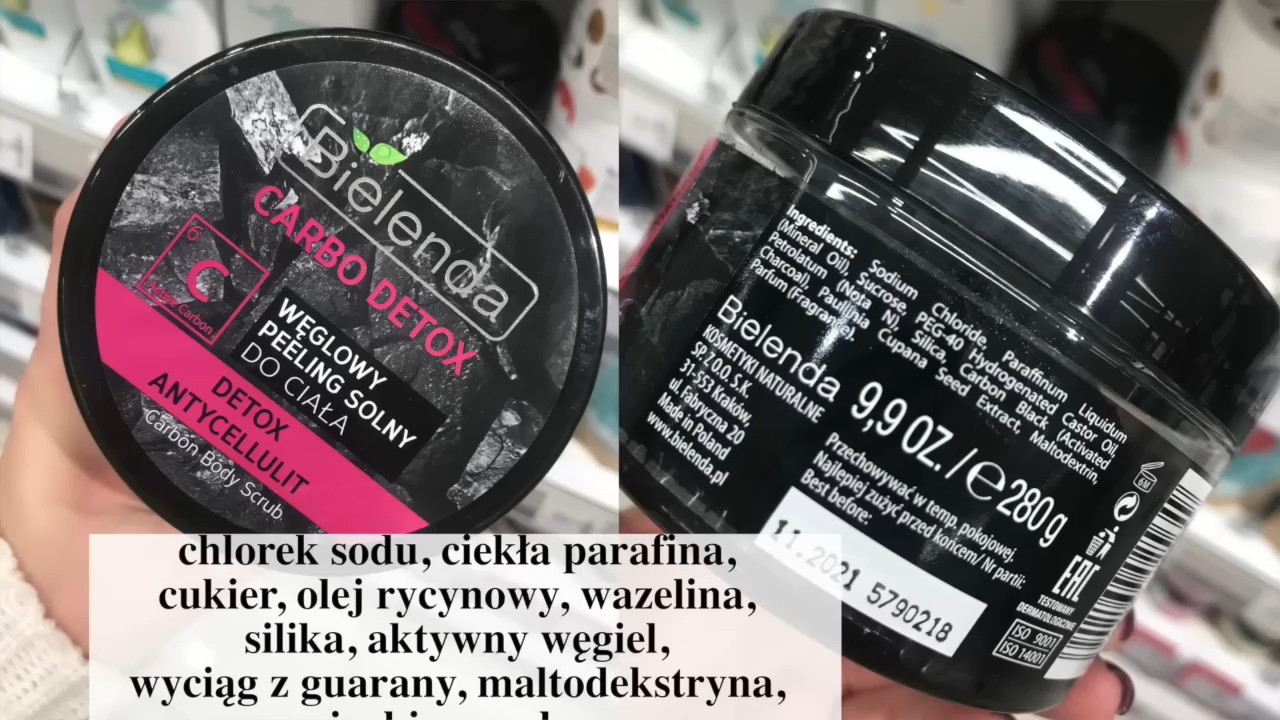 Bielenda
CARBO DETOX
6
C
Active Carbon
WĘGLOWY
PEELING SOLNY
DO CIAŁA
DETOX
ANTYCELLULIT
Carbon Body Scrub
Ingredients: Sodium Chloride, Paraffinum Liquidum
(Mineral Oil), Sucrose, PEG-40 Hydrogenated Castor Oil,
Petrolatum (Nota N), Silica, Carbon Black (Activated
Charcoal), Paullinia Cupana Seed Extract, Maltodextrin,
Parfum (Fragrance).
Bielenda
KOSMETYKI NATURALNE
SP. Z O.O. S.K.
31-553 Kraków,
ul. Fabryczna 20
Made in Poland
www.bielenda.pl
9,9 OZ. / ℮ 280 g
Przechowywać w temp. pokojowej.
Najlepiej zużyć przed końcem/ Nr partii:
Best before:
11.2021 5790218
6M
EAC
TESTOWANY
DERMATOLOGICZNIE
ISO 9001
ISO 14001
chlorek sodu, ciekła parafina,
cukier, olej rycynowy, wazelina,
silika, aktywny węgiel,
wyciąg z guarany, maltodekstryna,